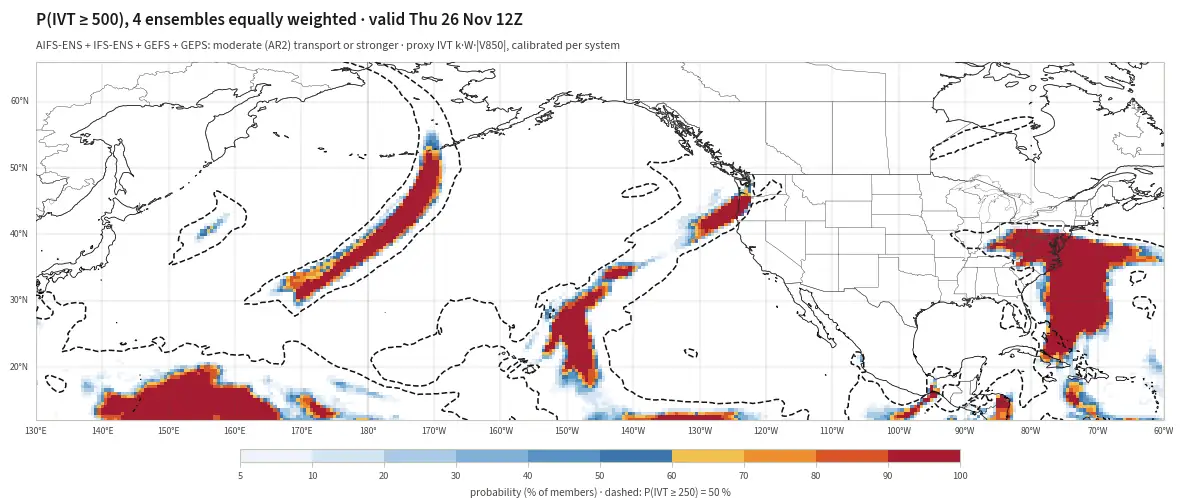 P(IVT ≥ 500), 4 ensembles equally weighted · valid Thu 26 Nov 12Z
AIFS-ENS + IFS-ENS + GEFS + GEPS: moderate (AR2) transport or stronger · proxy IVT k·W·|V850|, calibrated per system
60°N
50°N
40°N
30°N
20°N
130°E 140°E 150°E 160°E 170°E 180° 170°W 160°W 150°W 140°W 130°W 120°W 110°W 100°W 90°W 80°W 70°W 60°W
5 10 20 30 40 50 60 70 80 90 100
probability (% of members) · dashed: P(IVT ≥ 250) = 50 %